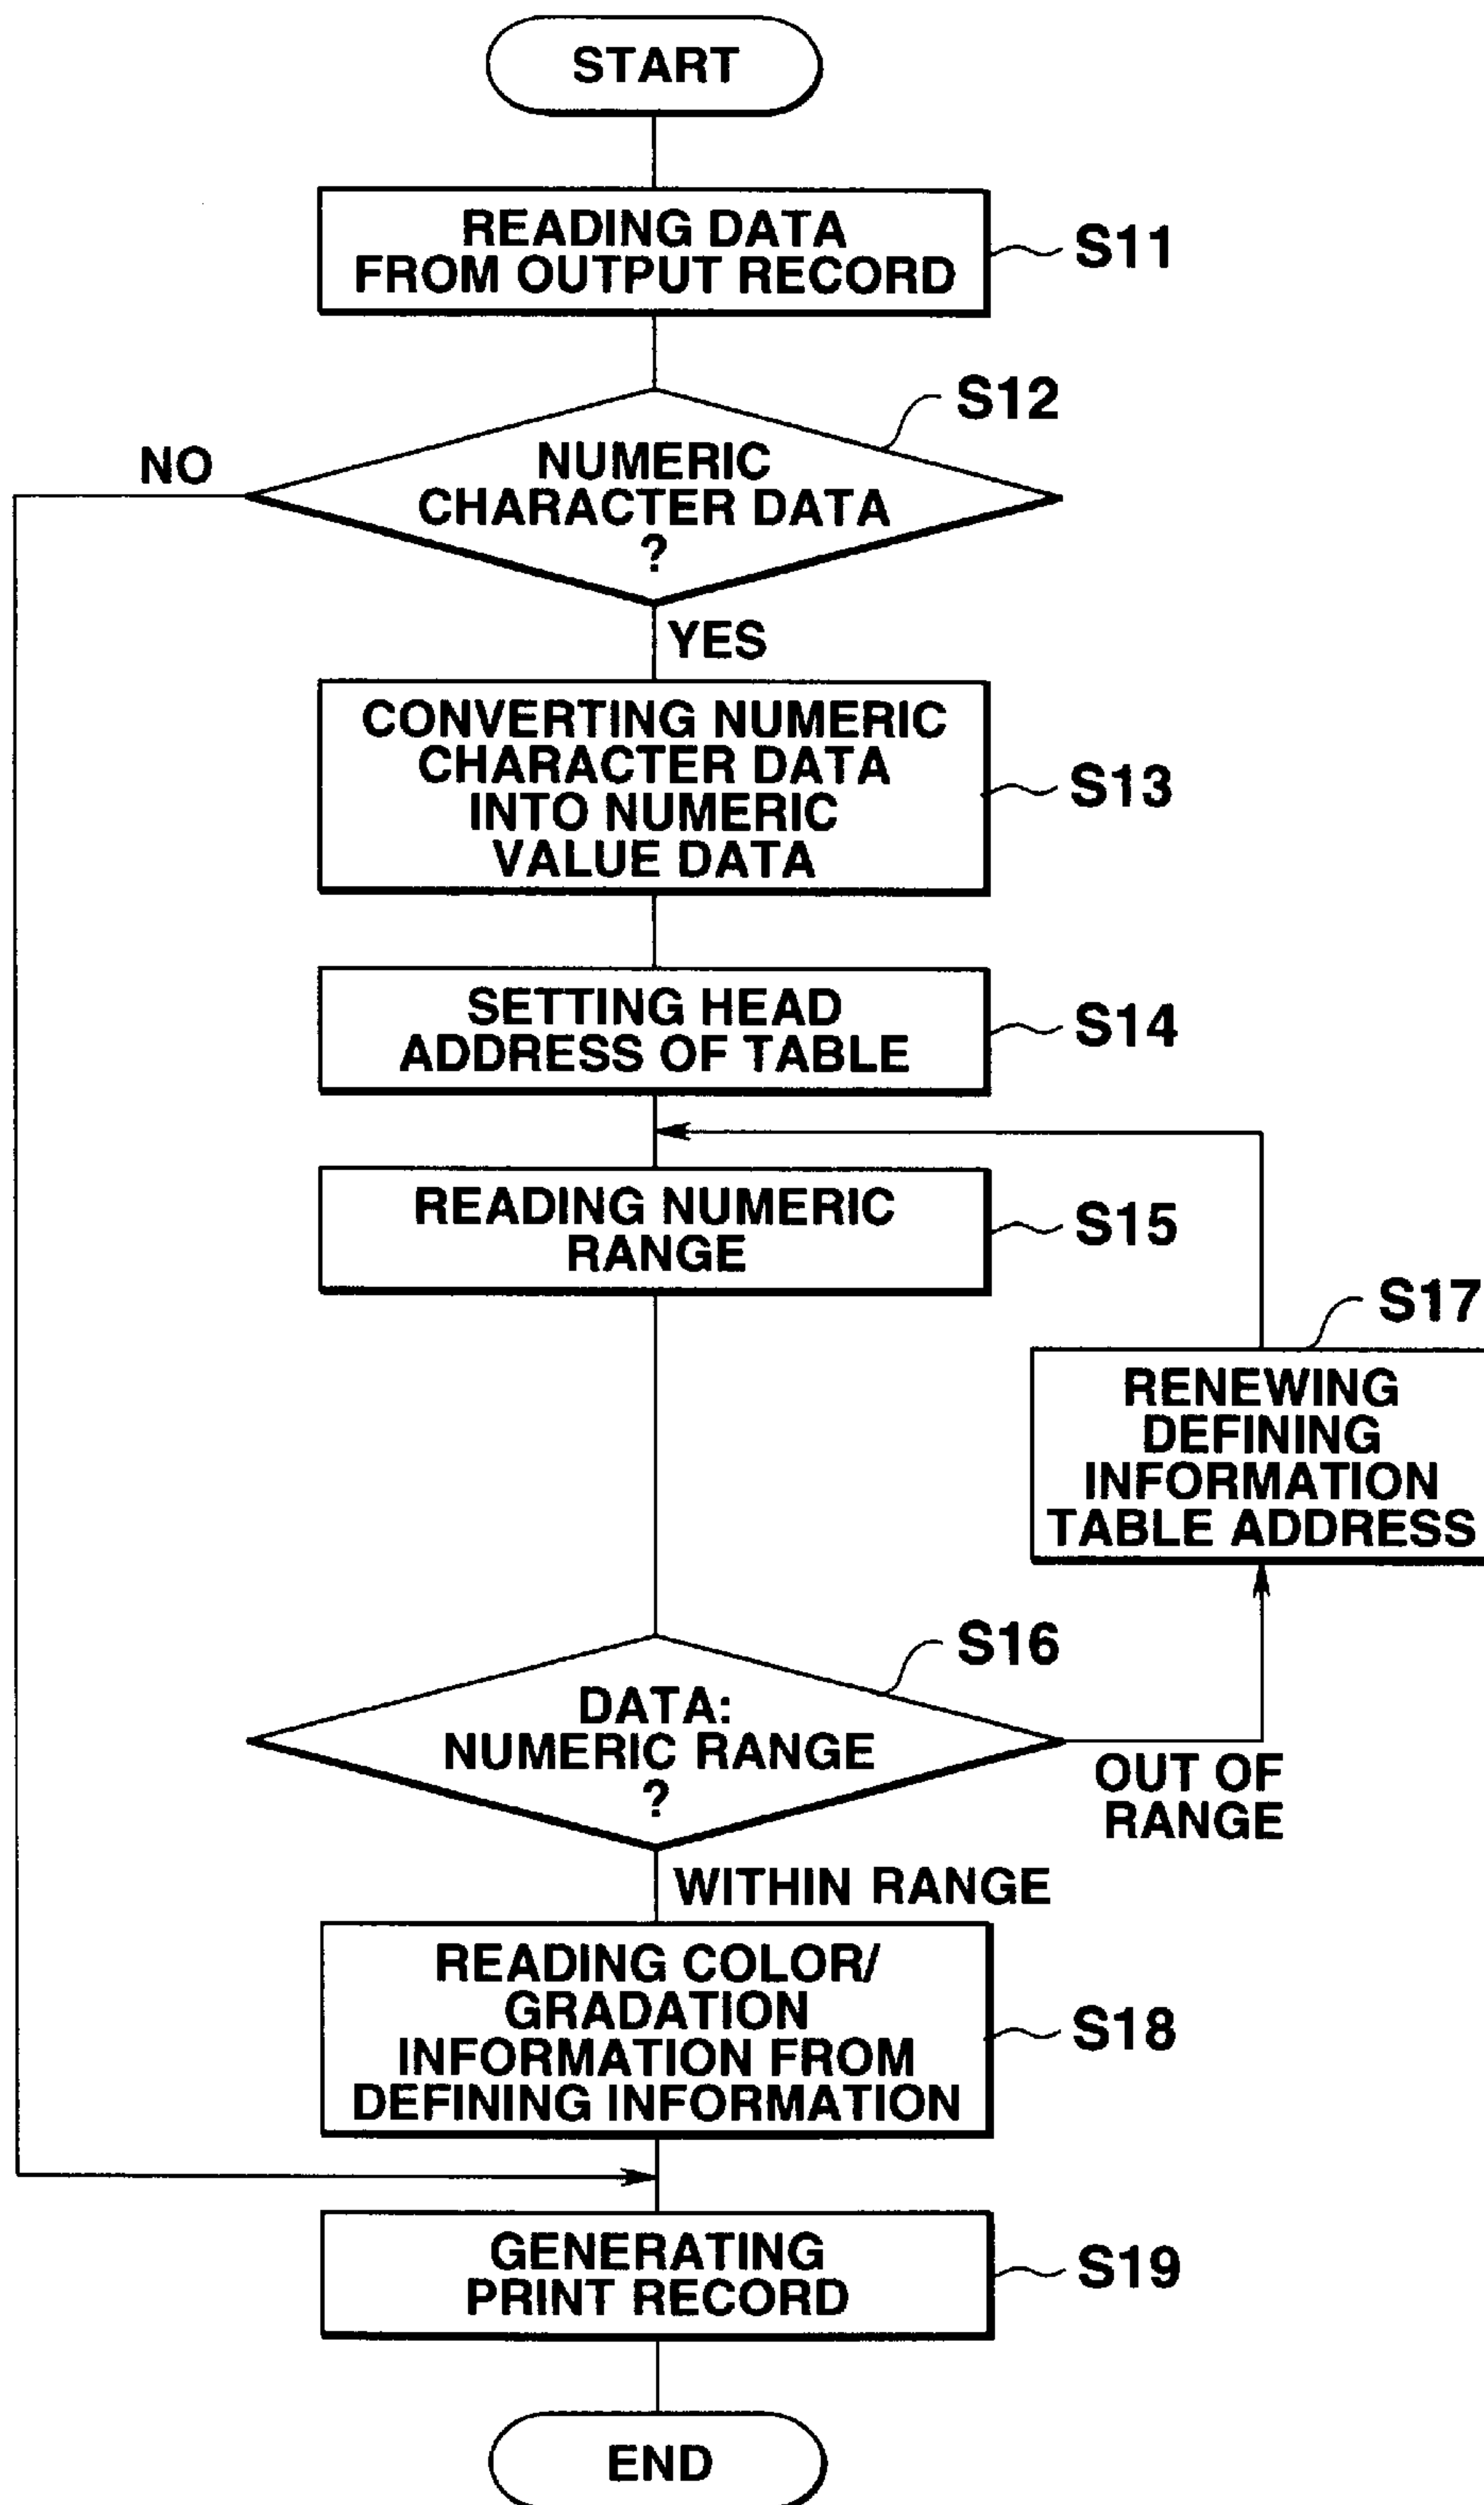 START
READING DATA
FROM OUTPUT RECORD
S11
S12
NUMERIC
CHARACTER DATA
?
NO
YES
CONVERTING NUMERIC
CHARACTER DATA
INTO NUMERIC
VALUE DATA
S13
SETTING HEAD
ADDRESS OF TABLE
S14
READING NUMERIC
RANGE
S15
S17
RENEWING
DEFINING
INFORMATION
TABLE ADDRESS
S16
DATA:
NUMERIC RANGE
?
OUT OF
RANGE
WITHIN RANGE
READING COLOR/
GRADATION
INFORMATION FROM
DEFINING INFORMATION
S18
GENERATING
PRINT RECORD
S19
END